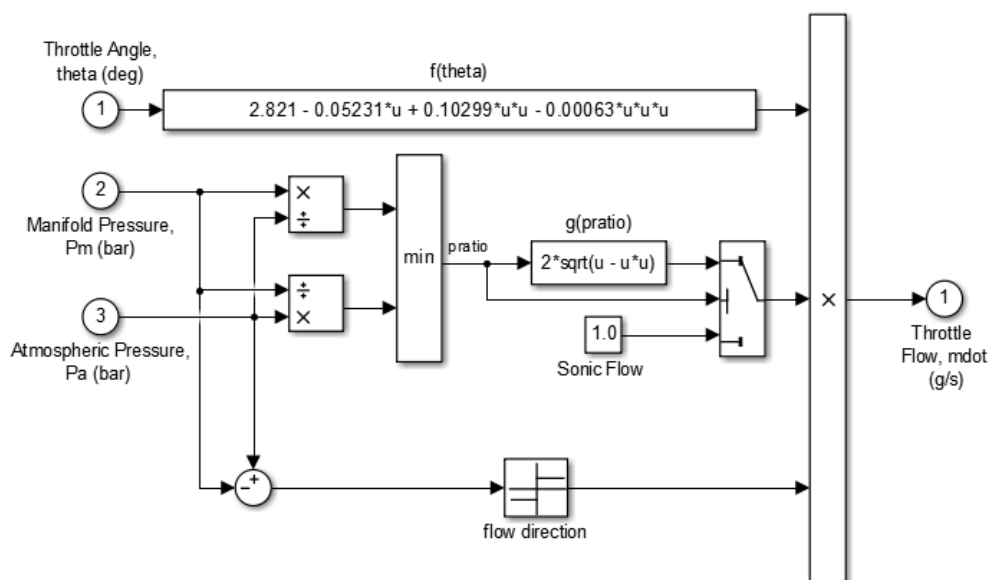 Throttle Angle,
theta (deg)
1
f(theta)
2.821 - 0.05231*u + 0.10299*u*u - 0.00063*u*u*u
2
Manifold Pressure,
Pm (bar)
×
÷
÷
×
3
Atmospheric Pressure,
Pa (bar)
min
pratio
g(pratio)
2*sqrt(u - u*u)
1.0
Sonic Flow
×
1
Throttle
Flow, mdot
(g/s)
− +
flow direction